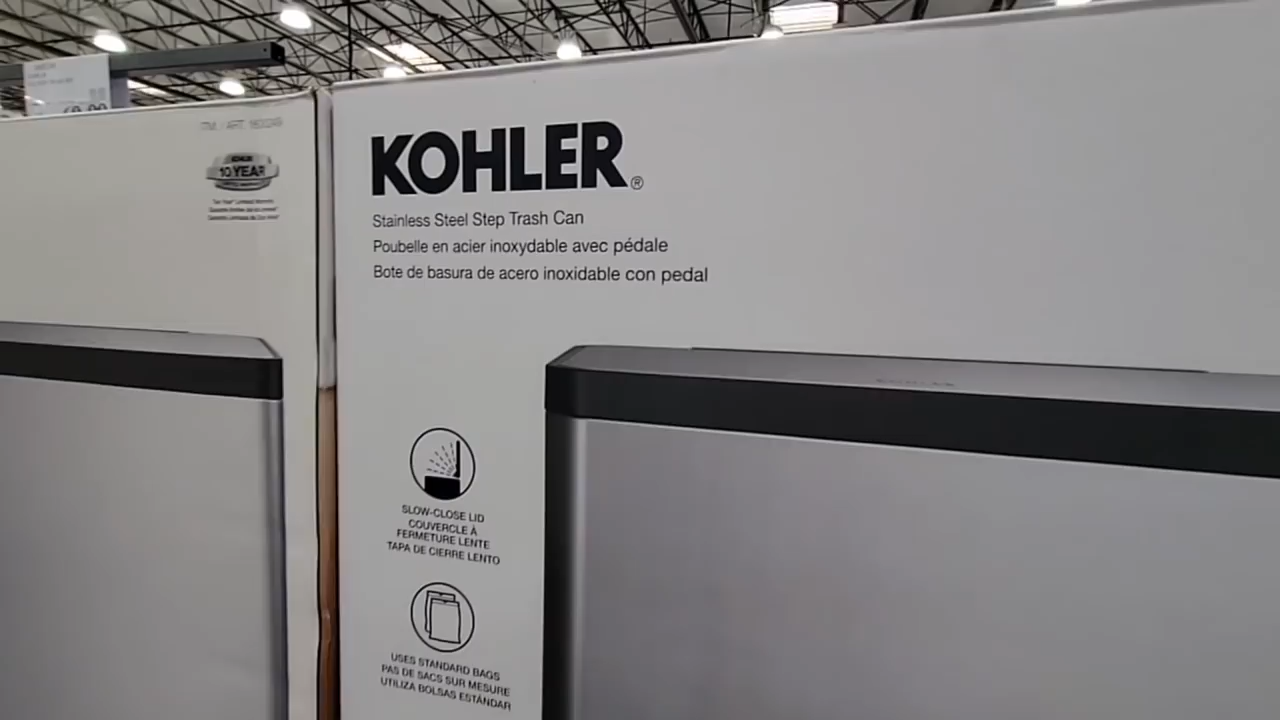 10 YEAR
KOHLER®
Stainless Steel Step Trash Can
Poubelle en acier inoxydable avec pédale
Bote de basura de acero inoxidable con pedal
SLOW-CLOSE LID
COUVERCLE À
FERMETURE LENTE
TAPA DE CIERRE LENTO
USES STANDARD BAGS
PAS DE SACS SUR MESURE
UTILIZA BOLSAS ESTÁNDAR